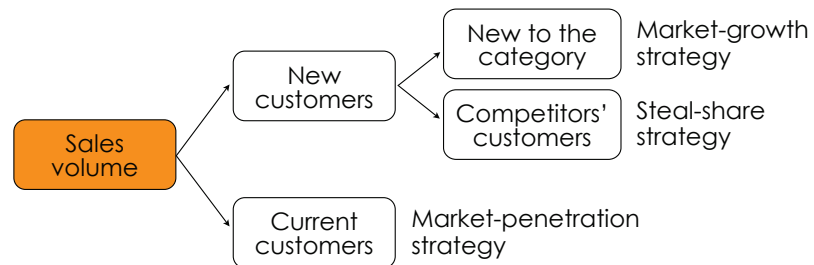 New to the
category
Market-growth
strategy
New
customers
Competitors'
customers
Steal-share
strategy
Sales
volume
Current
customers
Market-penetration
strategy